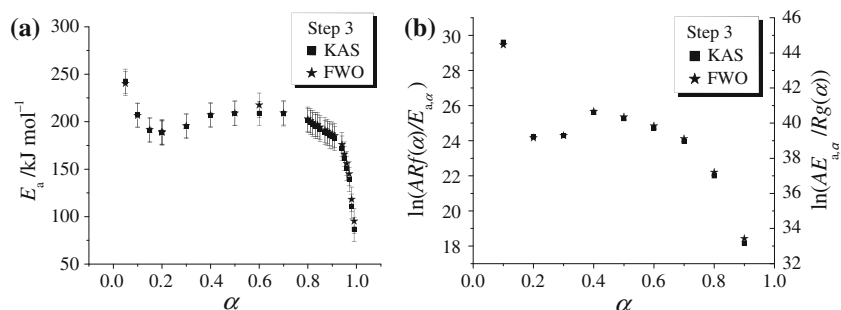 (a)
Step 3
KAS
FWO
300
250
200
150
100
50
Eₐ /kJ mol⁻¹
0.0 0.2 0.4 0.6 0.8 1.0
α
(b)
Step 3
KAS
FWO
30
28
26
24
22
20
18
ln(ARf(α)/Eₐ,α)
46
44
42
40
38
36
34
32
ln(AEₐ,α /Rg(α))
0.0 0.2 0.4 0.6 0.8 1.0
α